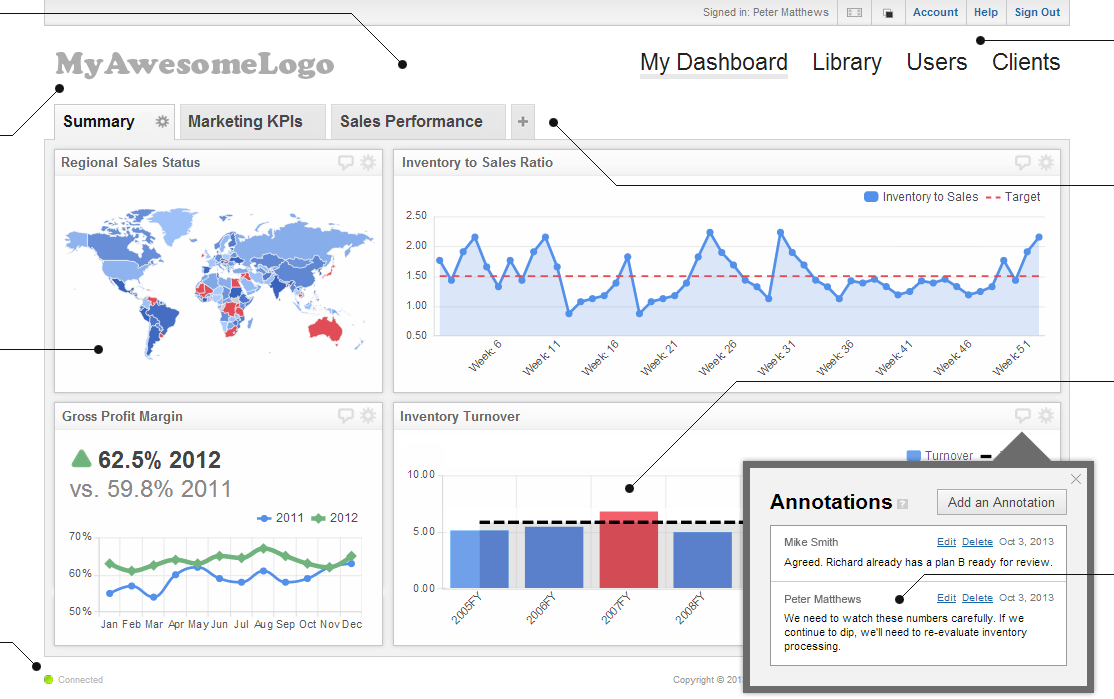 Signed in: Peter Matthews
Account
Help
Sign Out
MyAwesomeLogo
My Dashboard
Library
Users
Clients
Summary
Marketing KPIs
Sales Performance
+
Regional Sales Status
Inventory to Sales Ratio
Inventory to Sales
Target
2.50
2.00
1.50
1.00
0.50
Week: 6
Week: 11
Week: 16
Week: 21
Week: 26
Week: 31
Week: 36
Week: 41
Week: 46
Week: 51
Gross Profit Margin
62.5% 2012
vs. 59.8% 2011
2011
2012
70%
60%
50%
Jan Feb Mar Apr May Jun Jul Aug Sep Oct Nov Dec
Inventory Turnover
Turnover
10.00
5.00
0.00
2005FY
2006FY
2007FY
2008FY
Annotations
?
Add an Annotation
Mike Smith
Edit Delete Oct 3, 2013
Agreed. Richard already has a plan B ready for review.
Peter Matthews
Edit Delete Oct 3, 2013
We need to watch these numbers carefully. If we
continue to dip, we'll need to re-evaluate inventory
processing.
Connected
Copyright ©